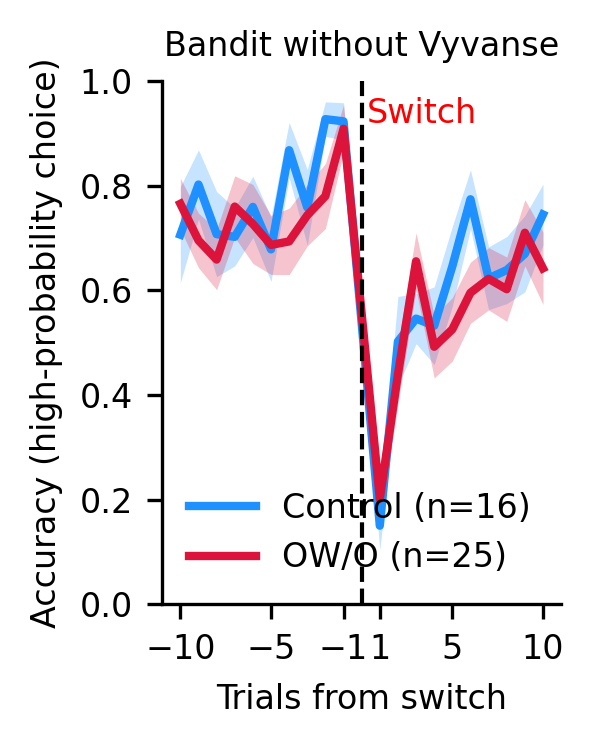 Bandit without Vyvanse
Accuracy (high-probability choice)
1.0
0.8
0.6
0.4
0.2
0.0
Switch
Control (n=16)
OW/O (n=25)
−10 −5 −1 1 5 10
Trials from switch